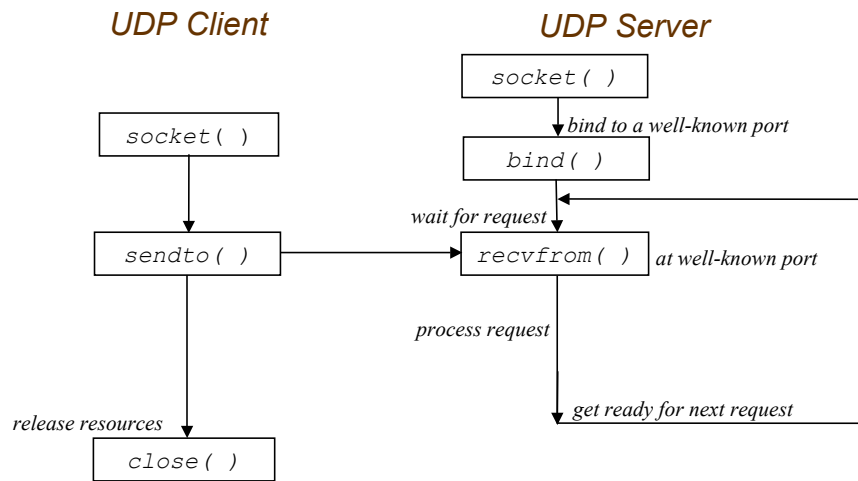 UDP Client
UDP Server
socket( )
bind to a well-known port
socket( )
bind( )
wait for request
sendto( )
recvfrom( )
at well-known port
process request
get ready for next request
release resources
close( )